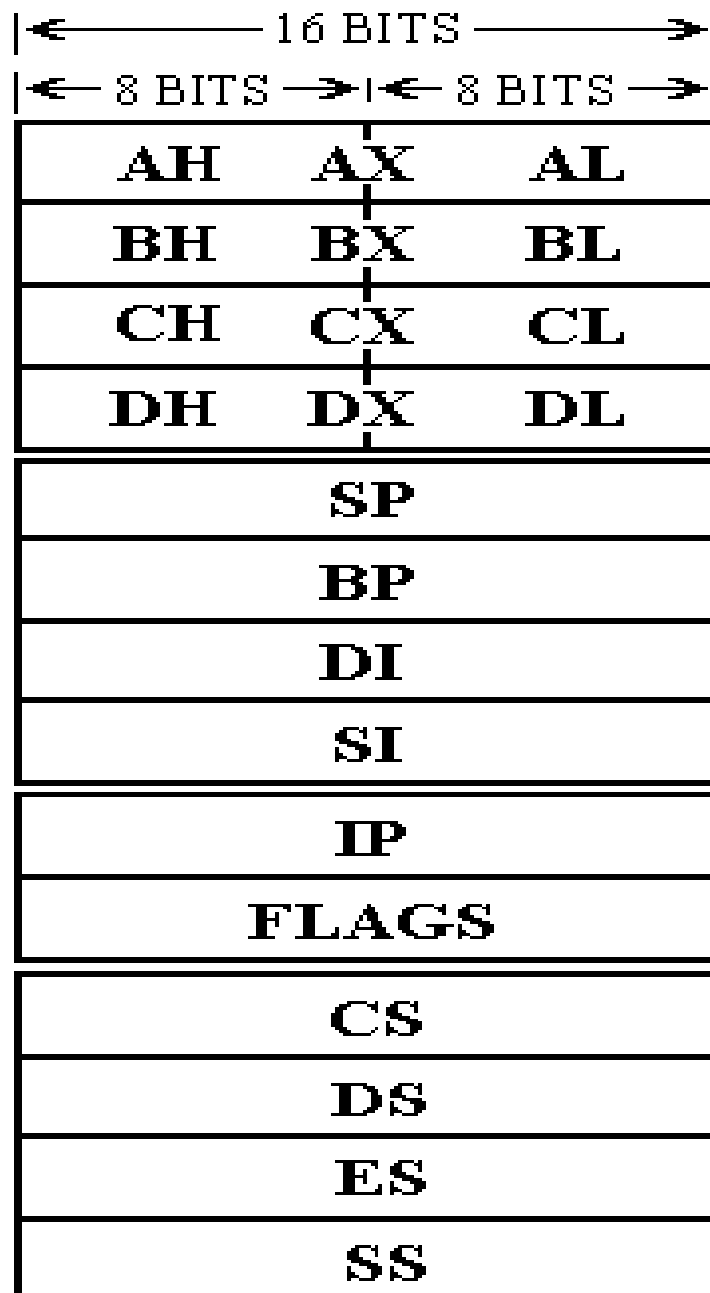 16 BITS
8 BITS 8 BITS
AH AX AL
BH BX BL
CH CX CL
DH DX DL
SP
BP
DI
SI
IP
FLAGS
CS
DS
ES
SS